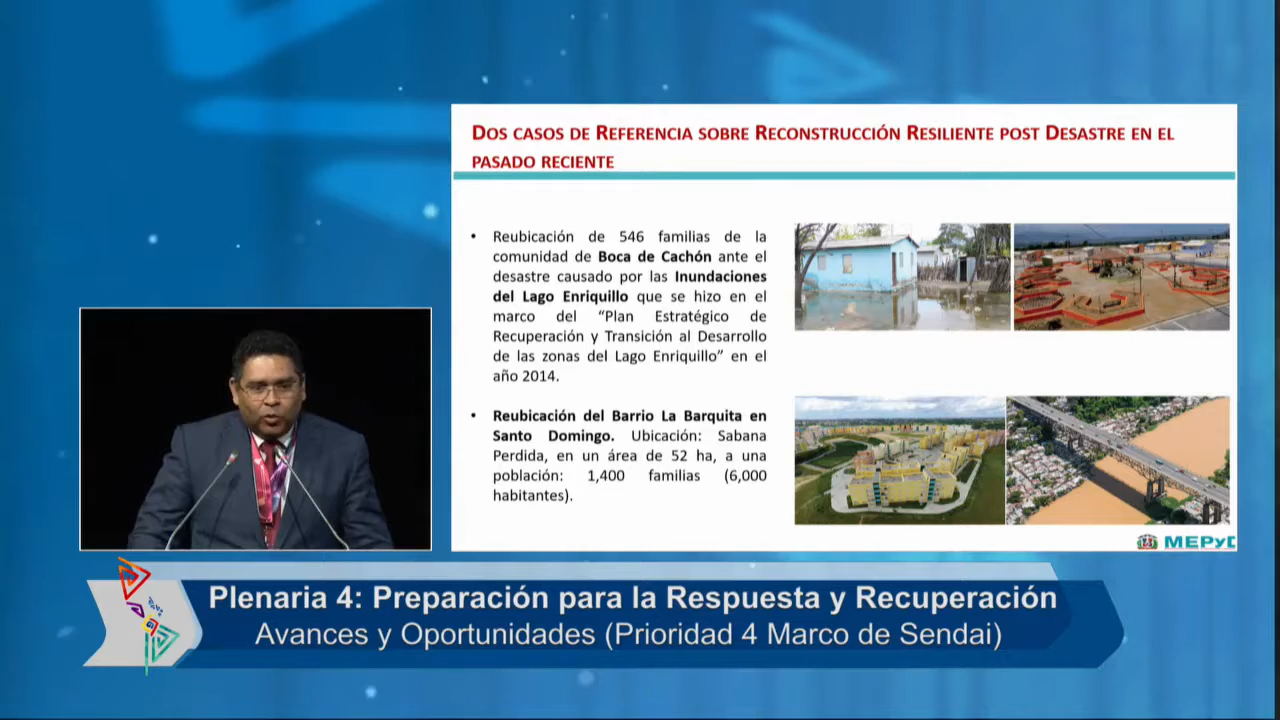 DOS CASOS DE REFERENCIA SOBRE RECONSTRUCCIÓN RESILIENTE POST DESASTRE EN EL
PASADO RECIENTE
• Reubicación de 546 familias de la
comunidad de Boca de Cachón ante el
desastre causado por las Inundaciones
del Lago Enriquillo que se hizo en el
marco del “Plan Estratégico de
Recuperación y Transición al Desarrollo
de las zonas del Lago Enriquillo” en el
año 2014.
• Reubicación del Barrio La Barquita en
Santo Domingo. Ubicación: Sabana
Perdida, en un área de 52 ha, a una
población: 1,400 familias (6,000
habitantes).
MEPyD
Plenaria 4: Preparación para la Respuesta y Recuperación
Avances y Oportunidades (Prioridad 4 Marco de Sendai)